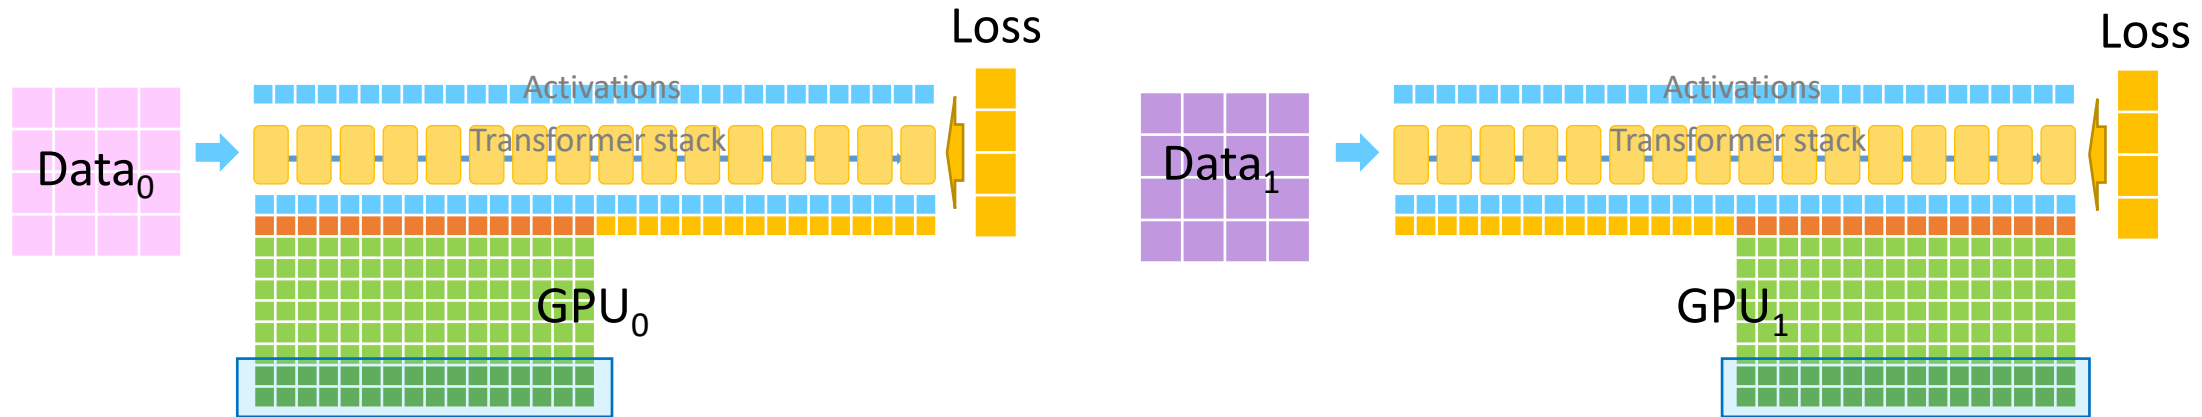 Loss
Activations
Transformer stack
Data₀
GPU₀
Loss
Activations
Transformer stack
Data₁
GPU₁